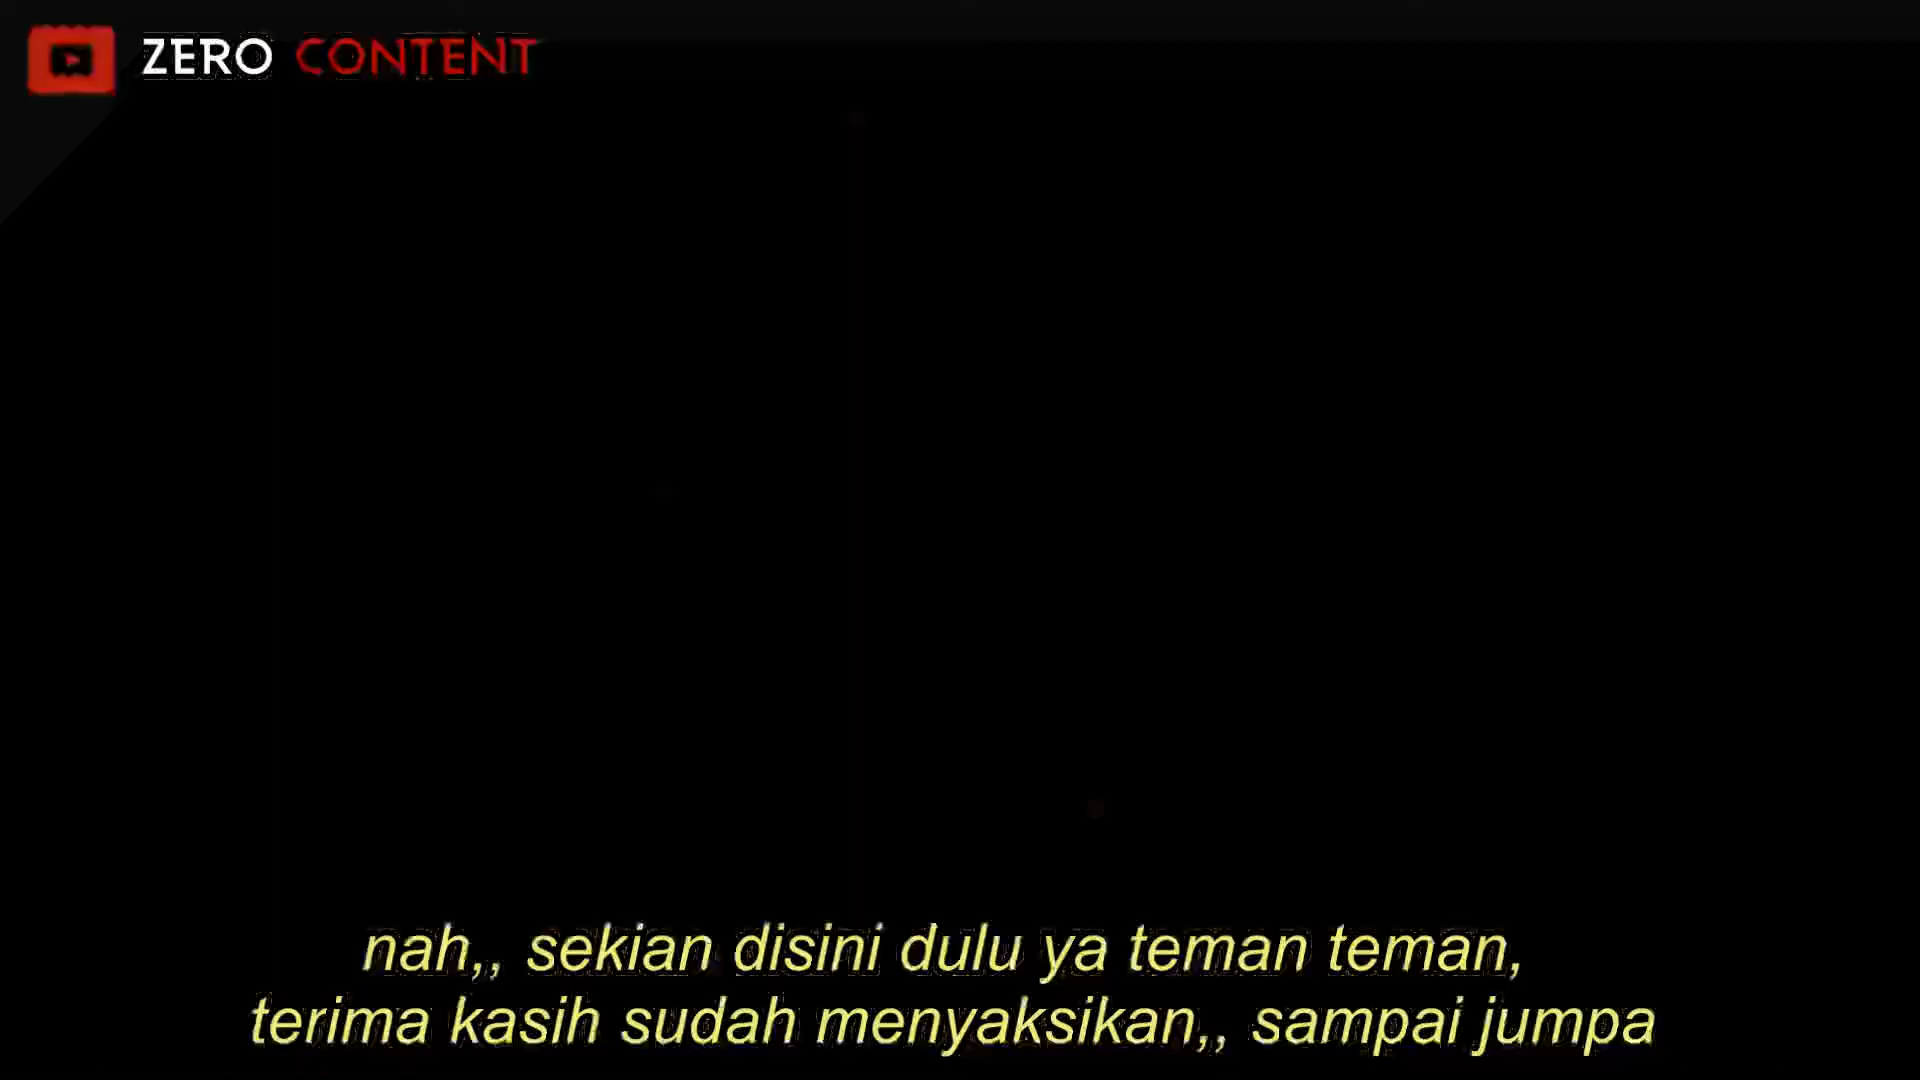 ZERO CONTENT
nah,, sekian disini dulu ya teman teman,
terima kasih sudah menyaksikan,, sampai jumpa